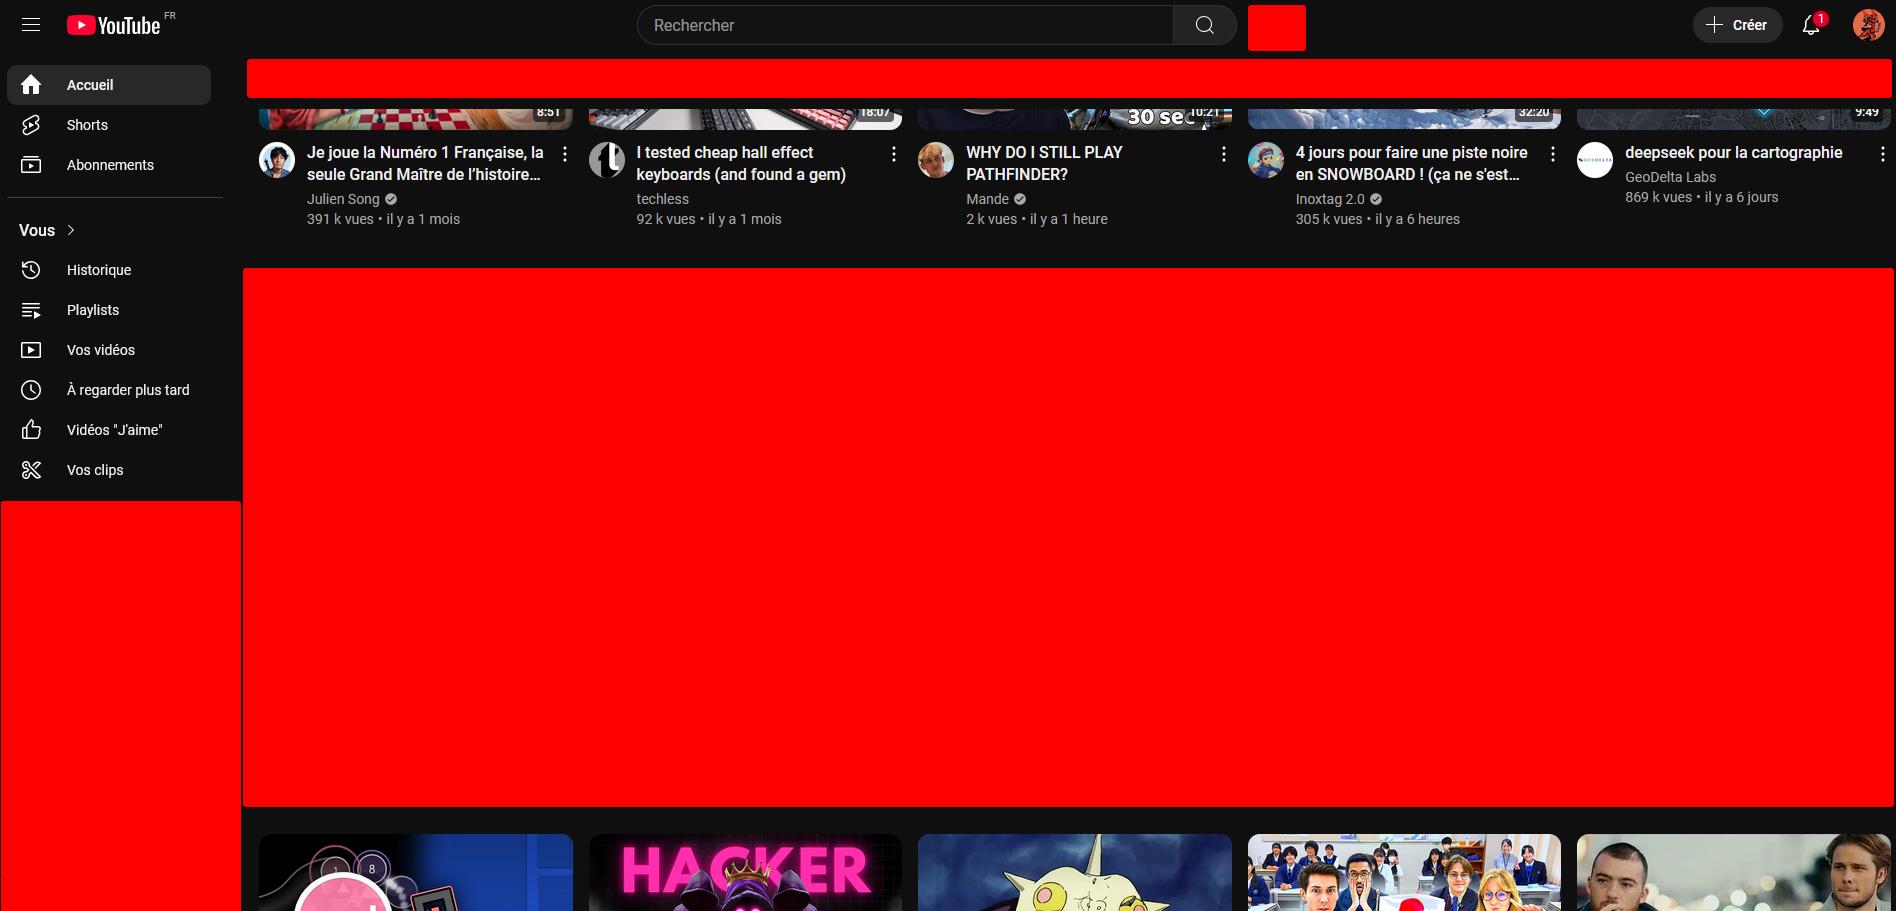 YouTube FR
Rechercher
Créer
1
Accueil
Shorts
Abonnements
Vous
Historique
Playlists
Vos vidéos
À regarder plus tard
Vidéos "J'aime"
Vos clips
8:51
18:07
30 sec
10:21
32:20
9:49
Je joue la Numéro 1 Française, la
seule Grand Maître de l'histoire...
Julien Song
391 k vues • il y a 1 mois
I tested cheap hall effect
keyboards (and found a gem)
techless
92 k vues • il y a 1 mois
WHY DO I STILL PLAY
PATHFINDER?
Mande
2 k vues • il y a 1 heure
4 jours pour faire une piste noire
en SNOWBOARD ! (ça ne s'est...
Inoxtag 2.0
305 k vues • il y a 6 heures
GEODELTA
deepseek pour la cartographie
GeoDelta Labs
869 k vues • il y a 6 jours
1
8
HACKER